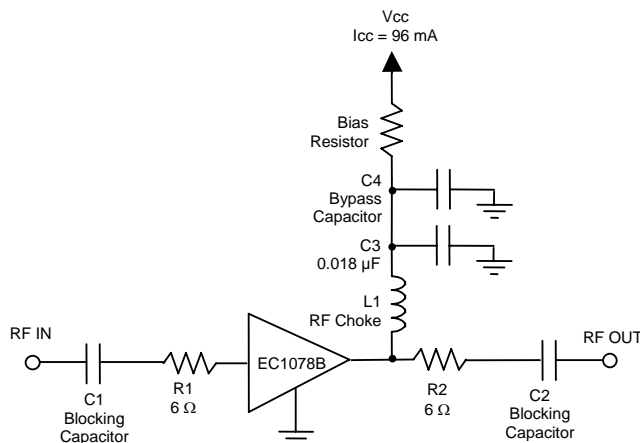 Vcc
Icc = 96 mA
Bias
Resistor
C4
Bypass
Capacitor
C3
0.018 µF
L1
RF Choke
RF IN
EC1078B
RF OUT
C1
Blocking
Capacitor
R1
6 Ω
R2
6 Ω
C2
Blocking
Capacitor